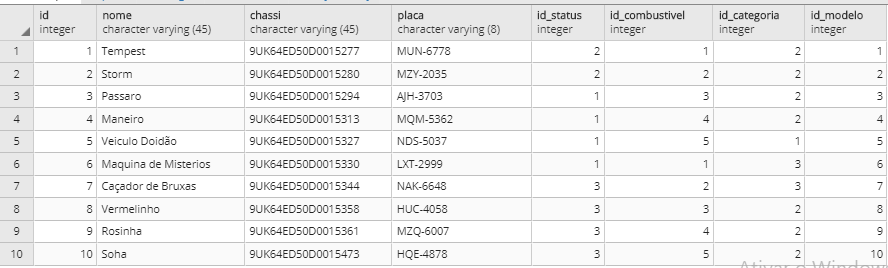 id nome chassi placa id_status id_combustivel id_categoria id_modelo
integer character varying (45) character varying (45) character varying (8) integer integer integer integer
1 1 Tempest 9UK64ED50D0015277 MUN-6778 2 1 2 1
2 2 Storm 9UK64ED50D0015280 MZY-2035 2 2 2 2
3 3 Passaro 9UK64ED50D0015294 AJH-3703 1 3 2 3
4 4 Maneiro 9UK64ED50D0015313 MQM-5362 1 4 2 4
5 5 Veiculo Doidão 9UK64ED50D0015327 NDS-5037 1 5 1 5
6 6 Maquina de Misterios 9UK64ED50D0015330 LXT-2999 1 1 3 6
7 7 Caçador de Bruxas 9UK64ED50D0015344 NAK-6648 3 2 3 7
8 8 Vermelinho 9UK64ED50D0015358 HUC-4058 3 3 2 8
9 9 Rosinha 9UK64ED50D0015361 MZQ-6007 3 4 2 9
10 10 Soha 9UK64ED50D0015473 HQE-4878 3 5 2 10